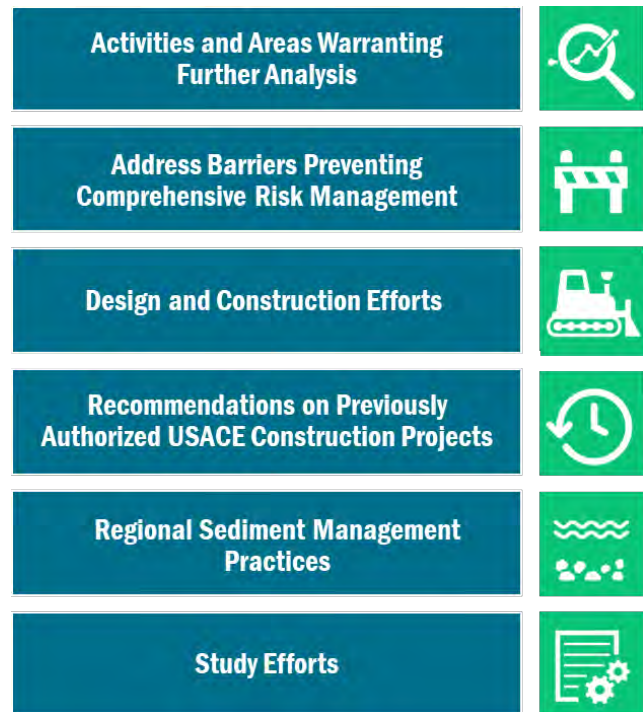 Activities and Areas Warranting
Further Analysis
Address Barriers Preventing
Comprehensive Risk Management
Design and Construction Efforts
Recommendations on Previously
Authorized USACE Construction Projects
Regional Sediment Management
Practices
Study Efforts